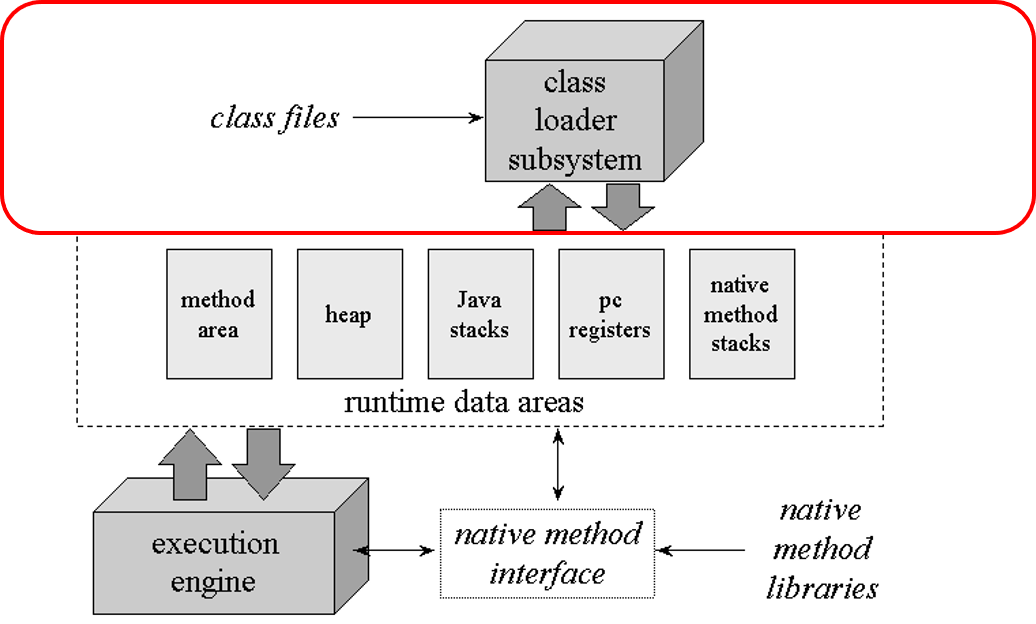 class files
class
loader
subsystem
method
area
heap
Java
stacks
pc
registers
native
method
stacks
runtime data areas
execution
engine
native method
interface
native
method
libraries